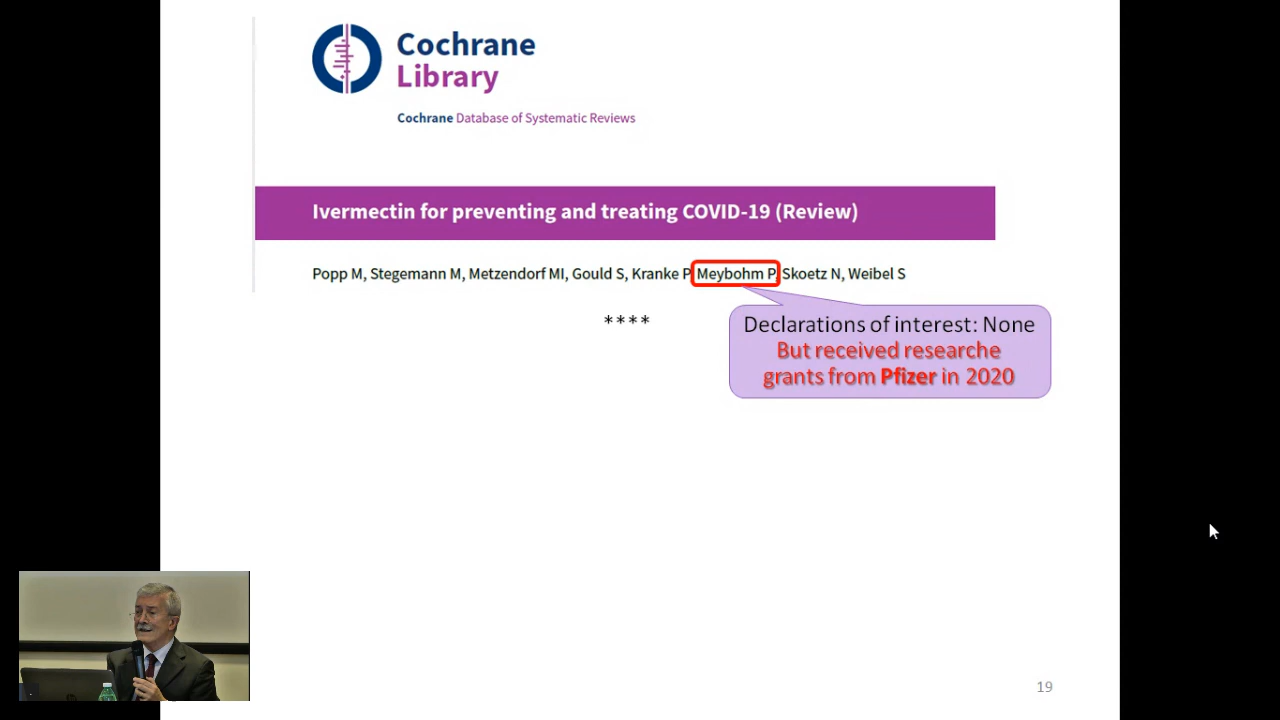 Cochrane
Library
Cochrane Database of Systematic Reviews
Ivermectin for preventing and treating COVID-19 (Review)
Popp M, Stegemann M, Metzendorf MI, Gould S, Kranke P, Meybohm P, Skoetz N, Weibel S
****
Declarations of interest: None
But received researche
grants from Pfizer in 2020
19